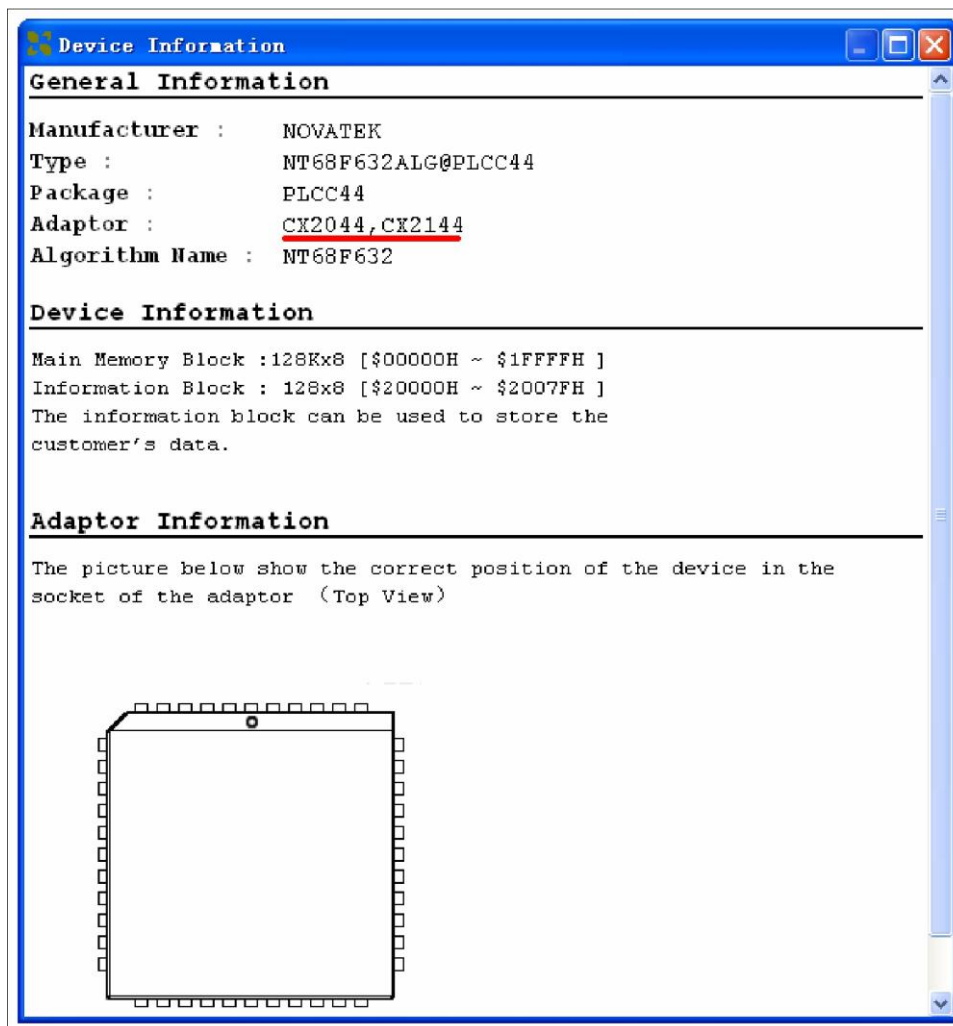 Device Information
General Information
Manufacturer : NOVATEK
Type : NT68F632ALG@PLCC44
Package : PLCC44
Adaptor : CX2044,CX2144
Algorithm Name : NT68F632
Device Information
Main Memory Block :128Kx8 [$00000H ~ $1FFFFH ]
Information Block : 128x8 [$20000H ~ $2007FH ]
The information block can be used to store the
customer's data.
Adaptor Information
The picture below show the correct position of the device in the
socket of the adaptor (Top View)